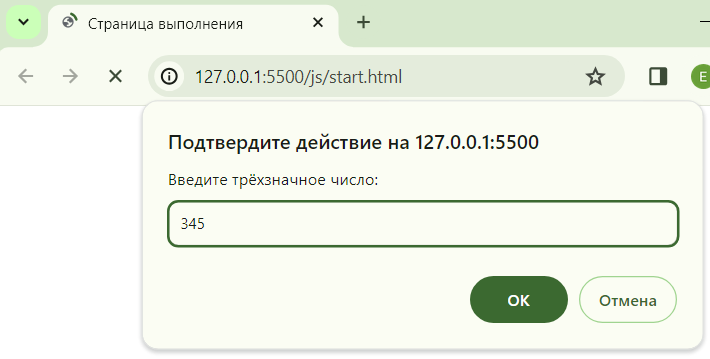 Страница выполнения
127.0.0.1:5500/js/start.html
E
Подтвердите действие на 127.0.0.1:5500
Введите трёхзначное число:
345
ОК Отмена